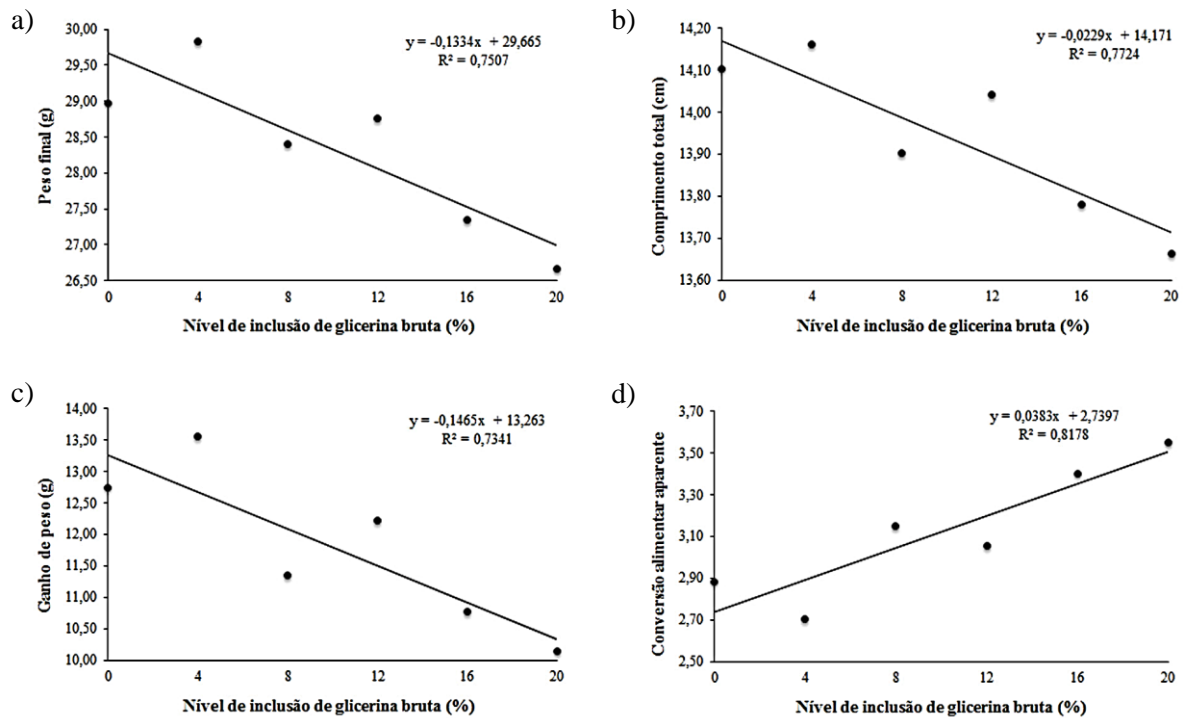 a)
30,00
29,50
29,00
28,50
28,00
27,50
27,00
26,50
Peso final (g)
y = -0,1334x + 29,665
R² = 0,7507
0 4 8 12 16 20
Nível de inclusão de glicerina bruta (%)
b)
14,20
14,10
14,00
13,90
13,80
13,70
13,60
Comprimento total (cm)
y = -0,0229x + 14,171
R² = 0,7724
0 4 8 12 16 20
Nível de inclusão de glicerina bruta (%)
c)
14,00
13,50
13,00
12,50
12,00
11,50
11,00
10,50
10,00
Ganho de peso (g)
y = -0,1465x + 13,263
R² = 0,7341
0 4 8 12 16 20
Nível de inclusão de glicerina bruta (%)
d)
3,70
3,50
3,30
3,10
2,90
2,70
2,50
Conversão alimentar aparente
y = 0,0383x + 2,7397
R² = 0,8178
0 4 8 12 16 20
Nível de inclusão de glicerina bruta (%)